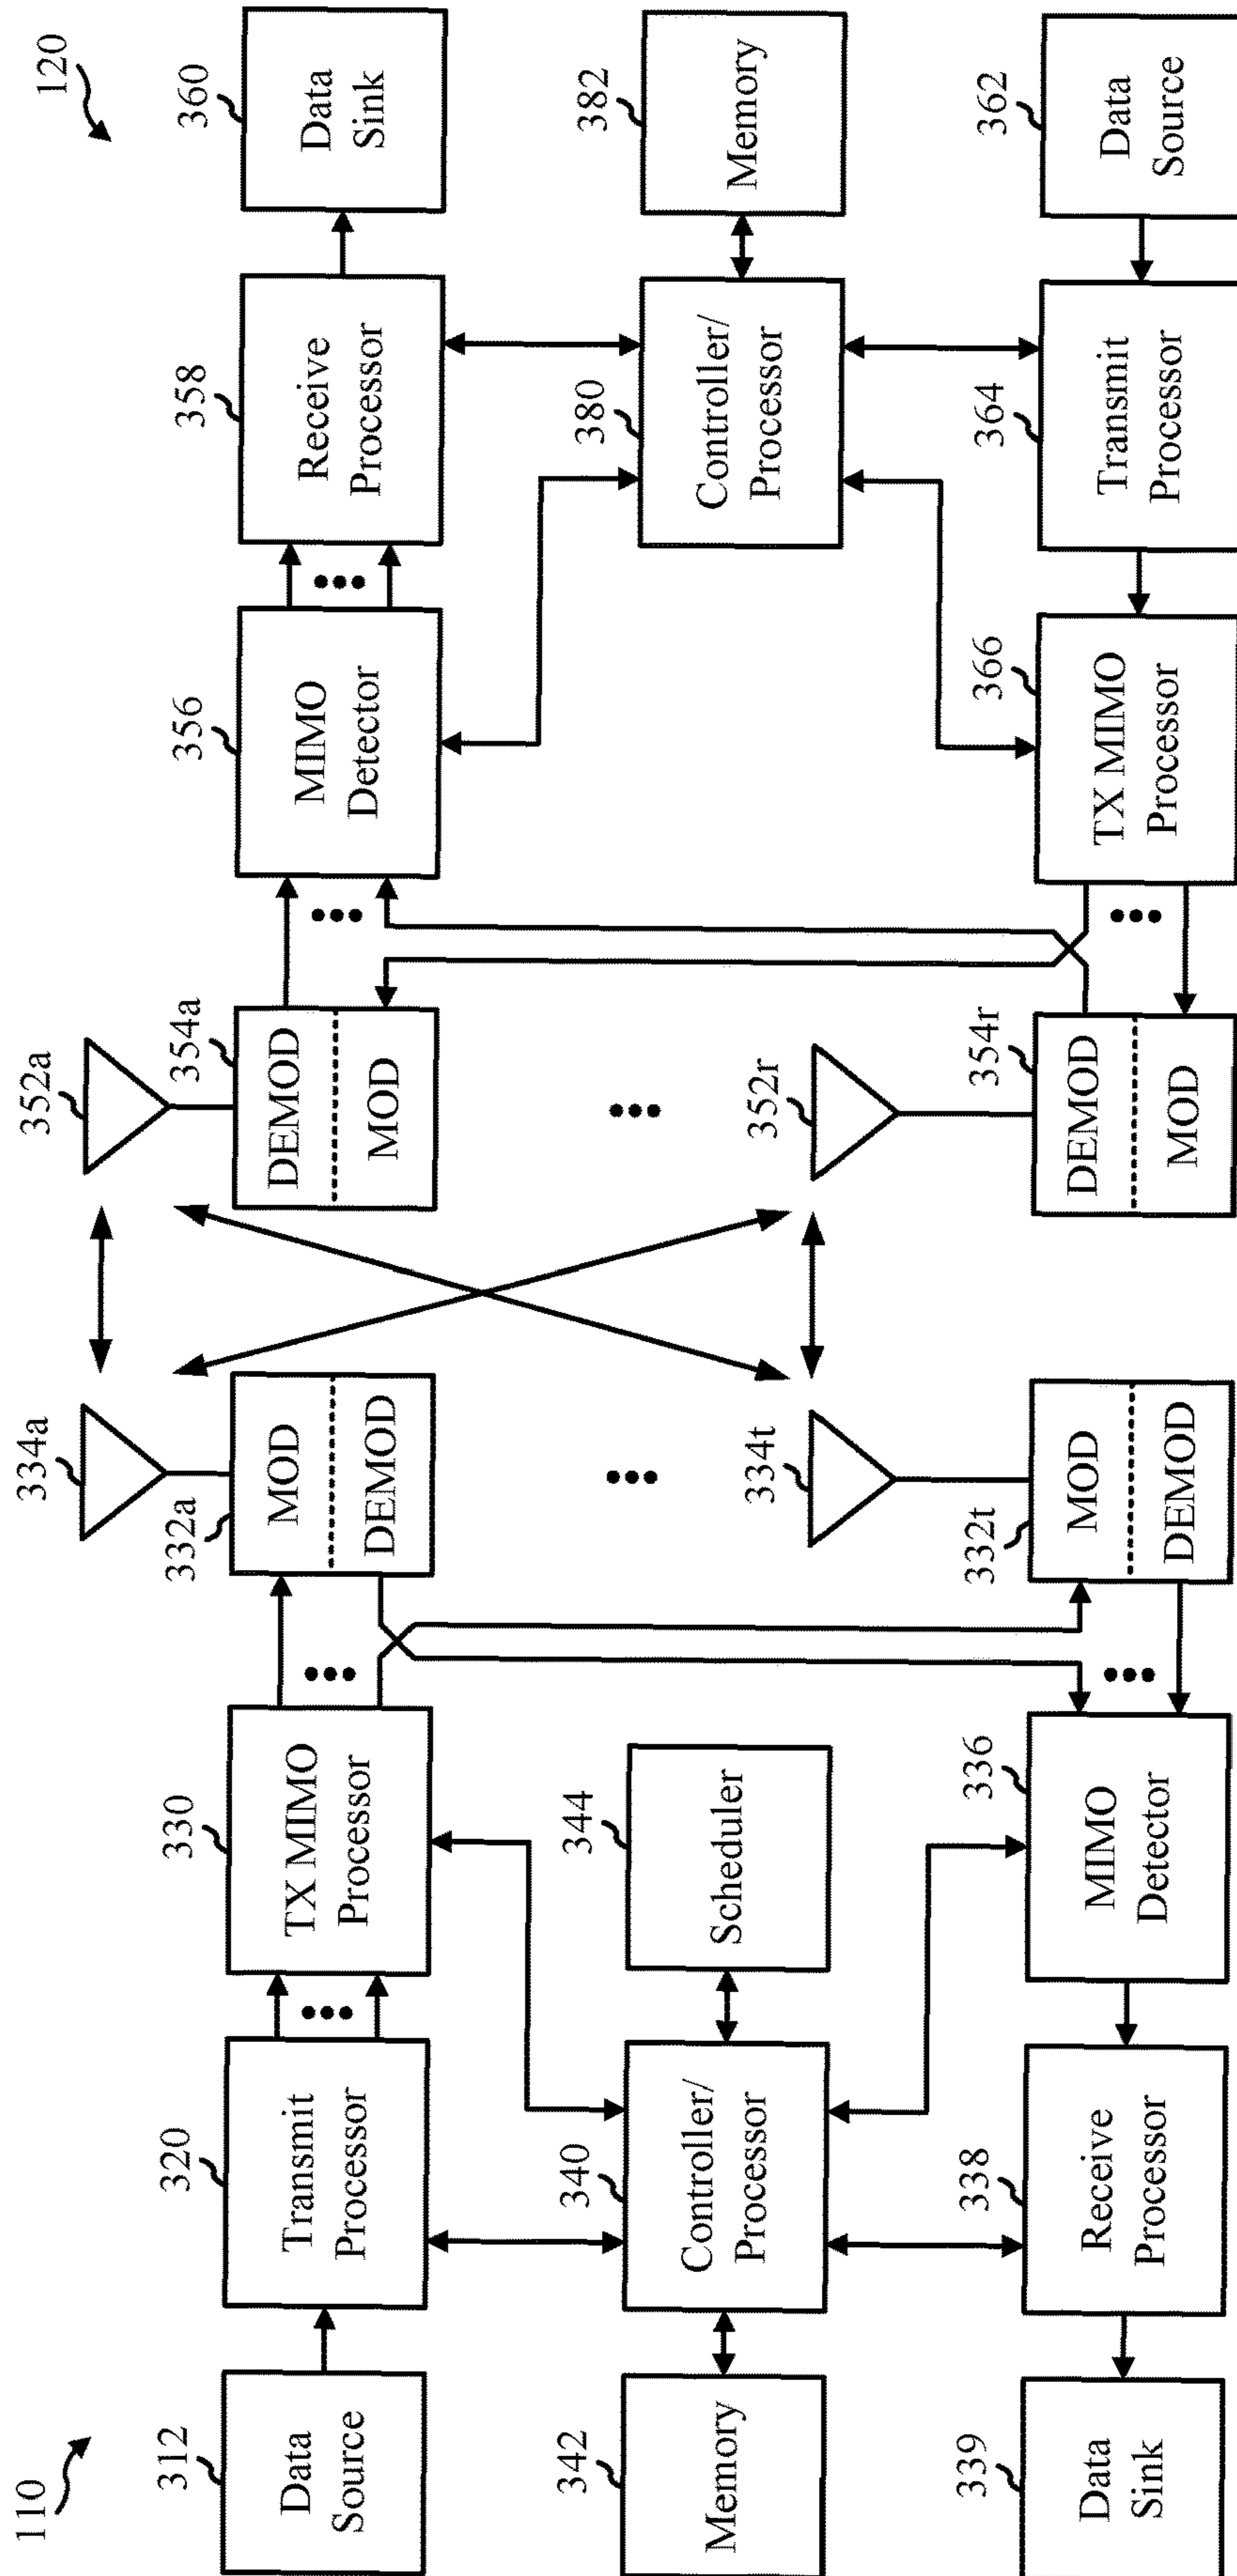 110
120
312
Data
Source
320
Transmit
Processor
330
TX MIMO
Processor
332a
MOD
DEMOD
334a
352a
354a
DEMOD
MOD
356
MIMO
Detector
358
Receive
Processor
360
Data
Sink
342
Memory
340
Controller/
Processor
344
Scheduler
380
Controller/
Processor
382
Memory
339
Data
Sink
338
Receive
Processor
336
MIMO
Detector
332t
MOD
DEMOD
334t
352r
354r
DEMOD
MOD
366
TX MIMO
Processor
364
Transmit
Processor
362
Data
Source